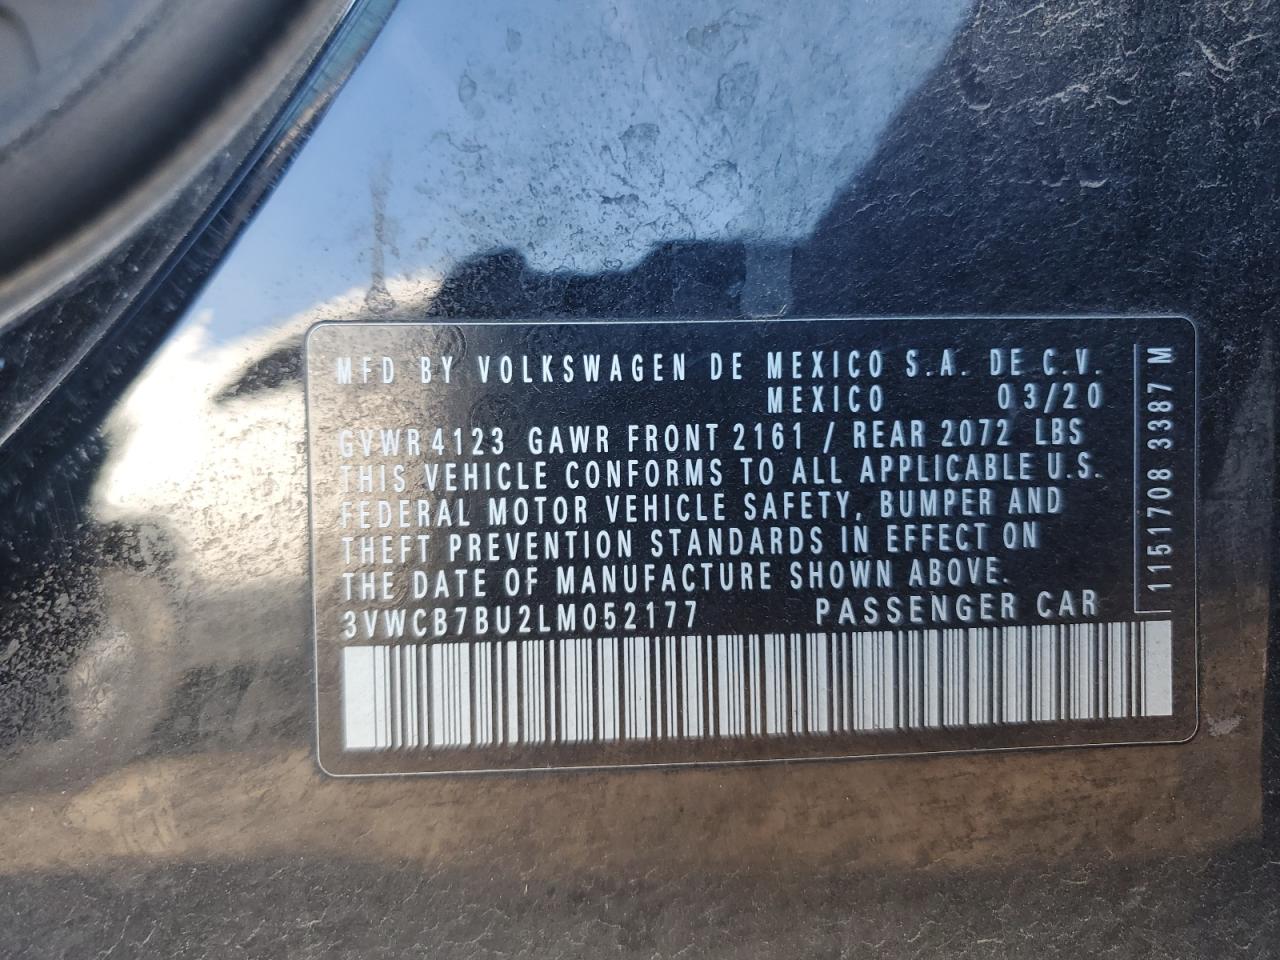 MFD BY VOLKSWAGEN DE MEXICO S.A. DE C.V.
MEXICO 03/20
GVWR 4123 GAWR FRONT 2161 / REAR 2072 LBS
THIS VEHICLE CONFORMS TO ALL APPLICABLE U.S.
FEDERAL MOTOR VEHICLE SAFETY, BUMPER AND
THEFT PREVENTION STANDARDS IN EFFECT ON
THE DATE OF MANUFACTURE SHOWN ABOVE.
3VWCB7BU2LM052177 PASSENGER CAR
1151708 3387 M